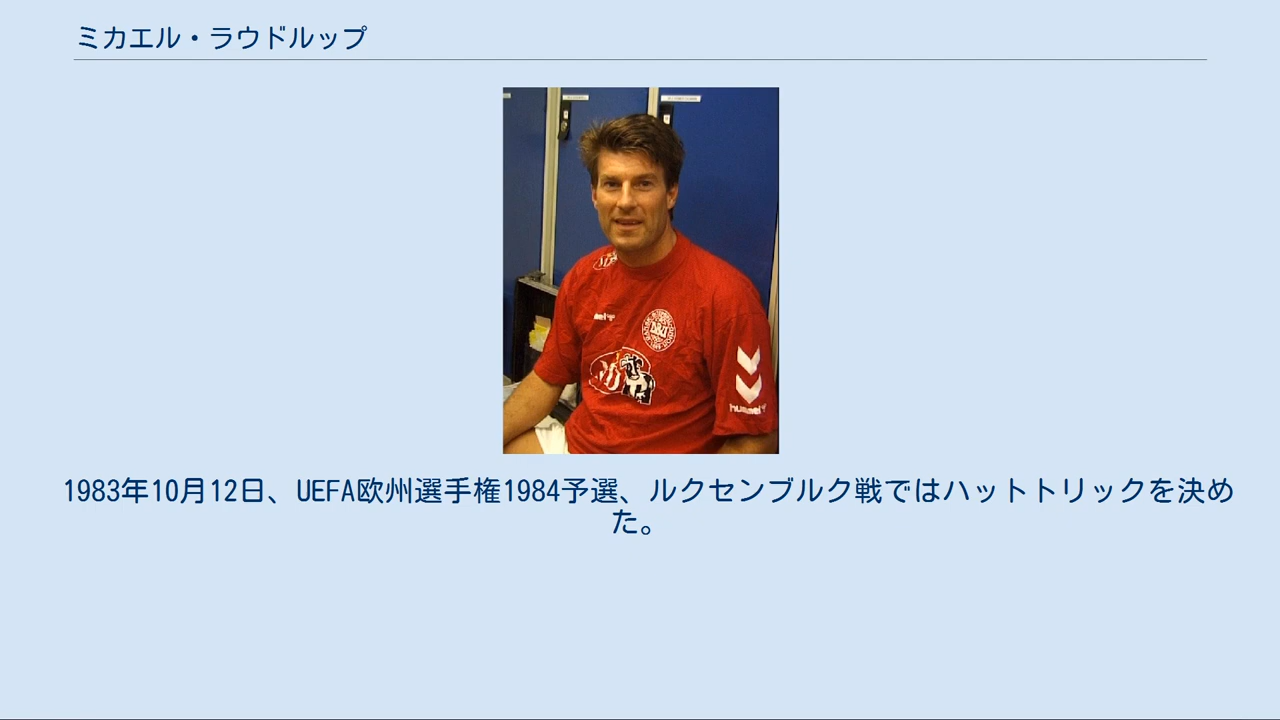 ミカエル・ラウドルップ
hummel
1983年10月12日、UEFA欧州選手権1984予選、ルクセンブルク戦ではハットトリックを決め
た。